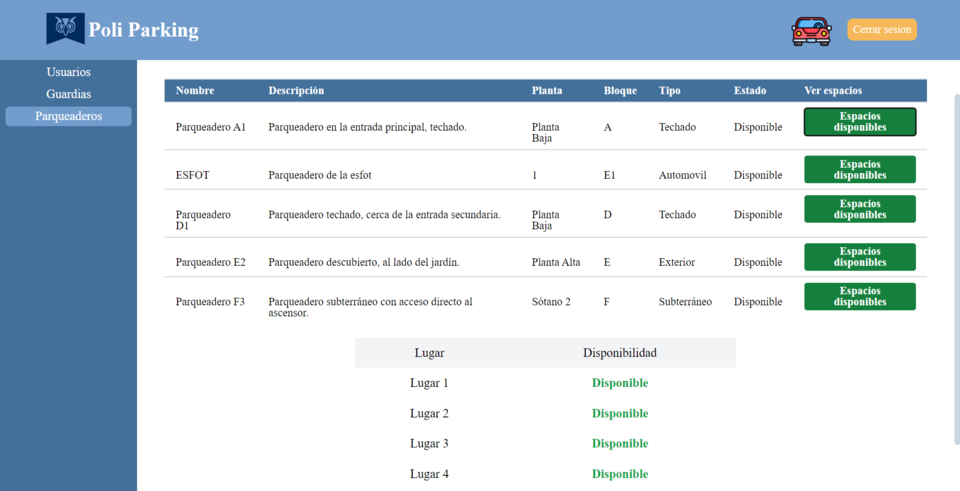 Poli Parking
Cerrar sesion
Usuarios
Guardias
Parqueaderos
Nombre Descripción Planta Bloque Tipo Estado Ver espacios
Parqueadero A1 Parqueadero en la entrada principal, techado. Planta Baja A Techado Disponible Espacios disponibles
ESFOT Parqueadero de la esfot 1 E1 Automovil Disponible Espacios disponibles
Parqueadero D1 Parqueadero techado, cerca de la entrada secundaria. Planta Baja D Techado Disponible Espacios disponibles
Parqueadero E2 Parqueadero descubierto, al lado del jardín. Planta Alta E Exterior Disponible Espacios disponibles
Parqueadero F3 Parqueadero subterráneo con acceso directo al ascensor. Sótano 2 F Subterráneo Disponible Espacios disponibles
Lugar Disponibilidad
Lugar 1 Disponible
Lugar 2 Disponible
Lugar 3 Disponible
Lugar 4 Disponible